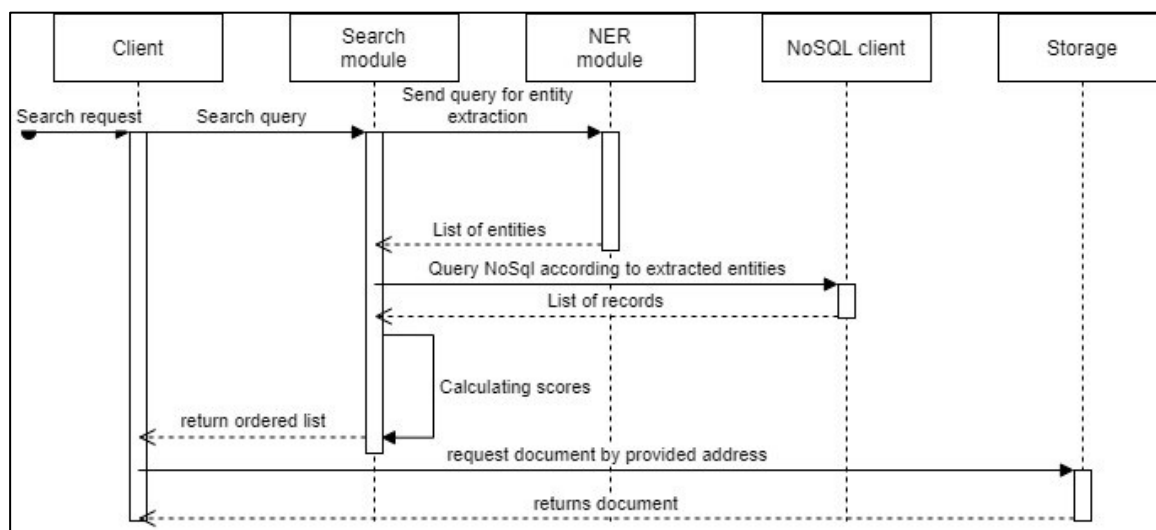 Client
Search
module
NER
module
NoSQL client
Storage
Search request
Search query
Send query for entity
extraction
List of entities
Query NoSql according to extracted entities
List of records
Calculating scores
return ordered list
request document by provided address
returns document